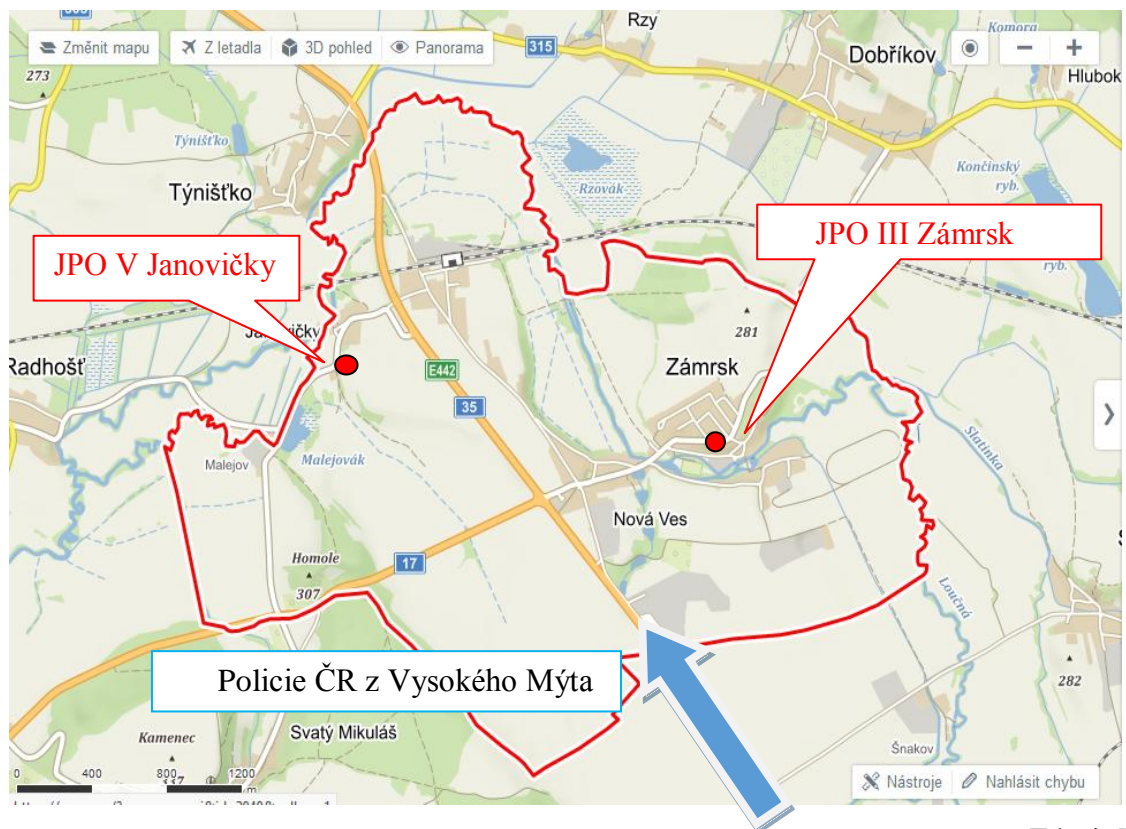 Rzy
Komora
Změnit mapu
Z letadla
3D pohled
Panorama
315
Dobříkov
−
+
273
Hlubok
Týnišťko
Končinský
ryb.
Týnišťko
Rzovák
JPO III Zámrsk
JPO V Janovičky
ryb.
281
Radhošť
Zámrsk
E442
35
Slatinka
Malejov
Malejovák
Nová Ves
Homole
307
17
Loučná
Policie ČR z Vysokého Mýta
282
Svatý Mikuláš
Kamenec
Šnakov
0
400
800
1200
m
Nástroje
Nahlásit chybu